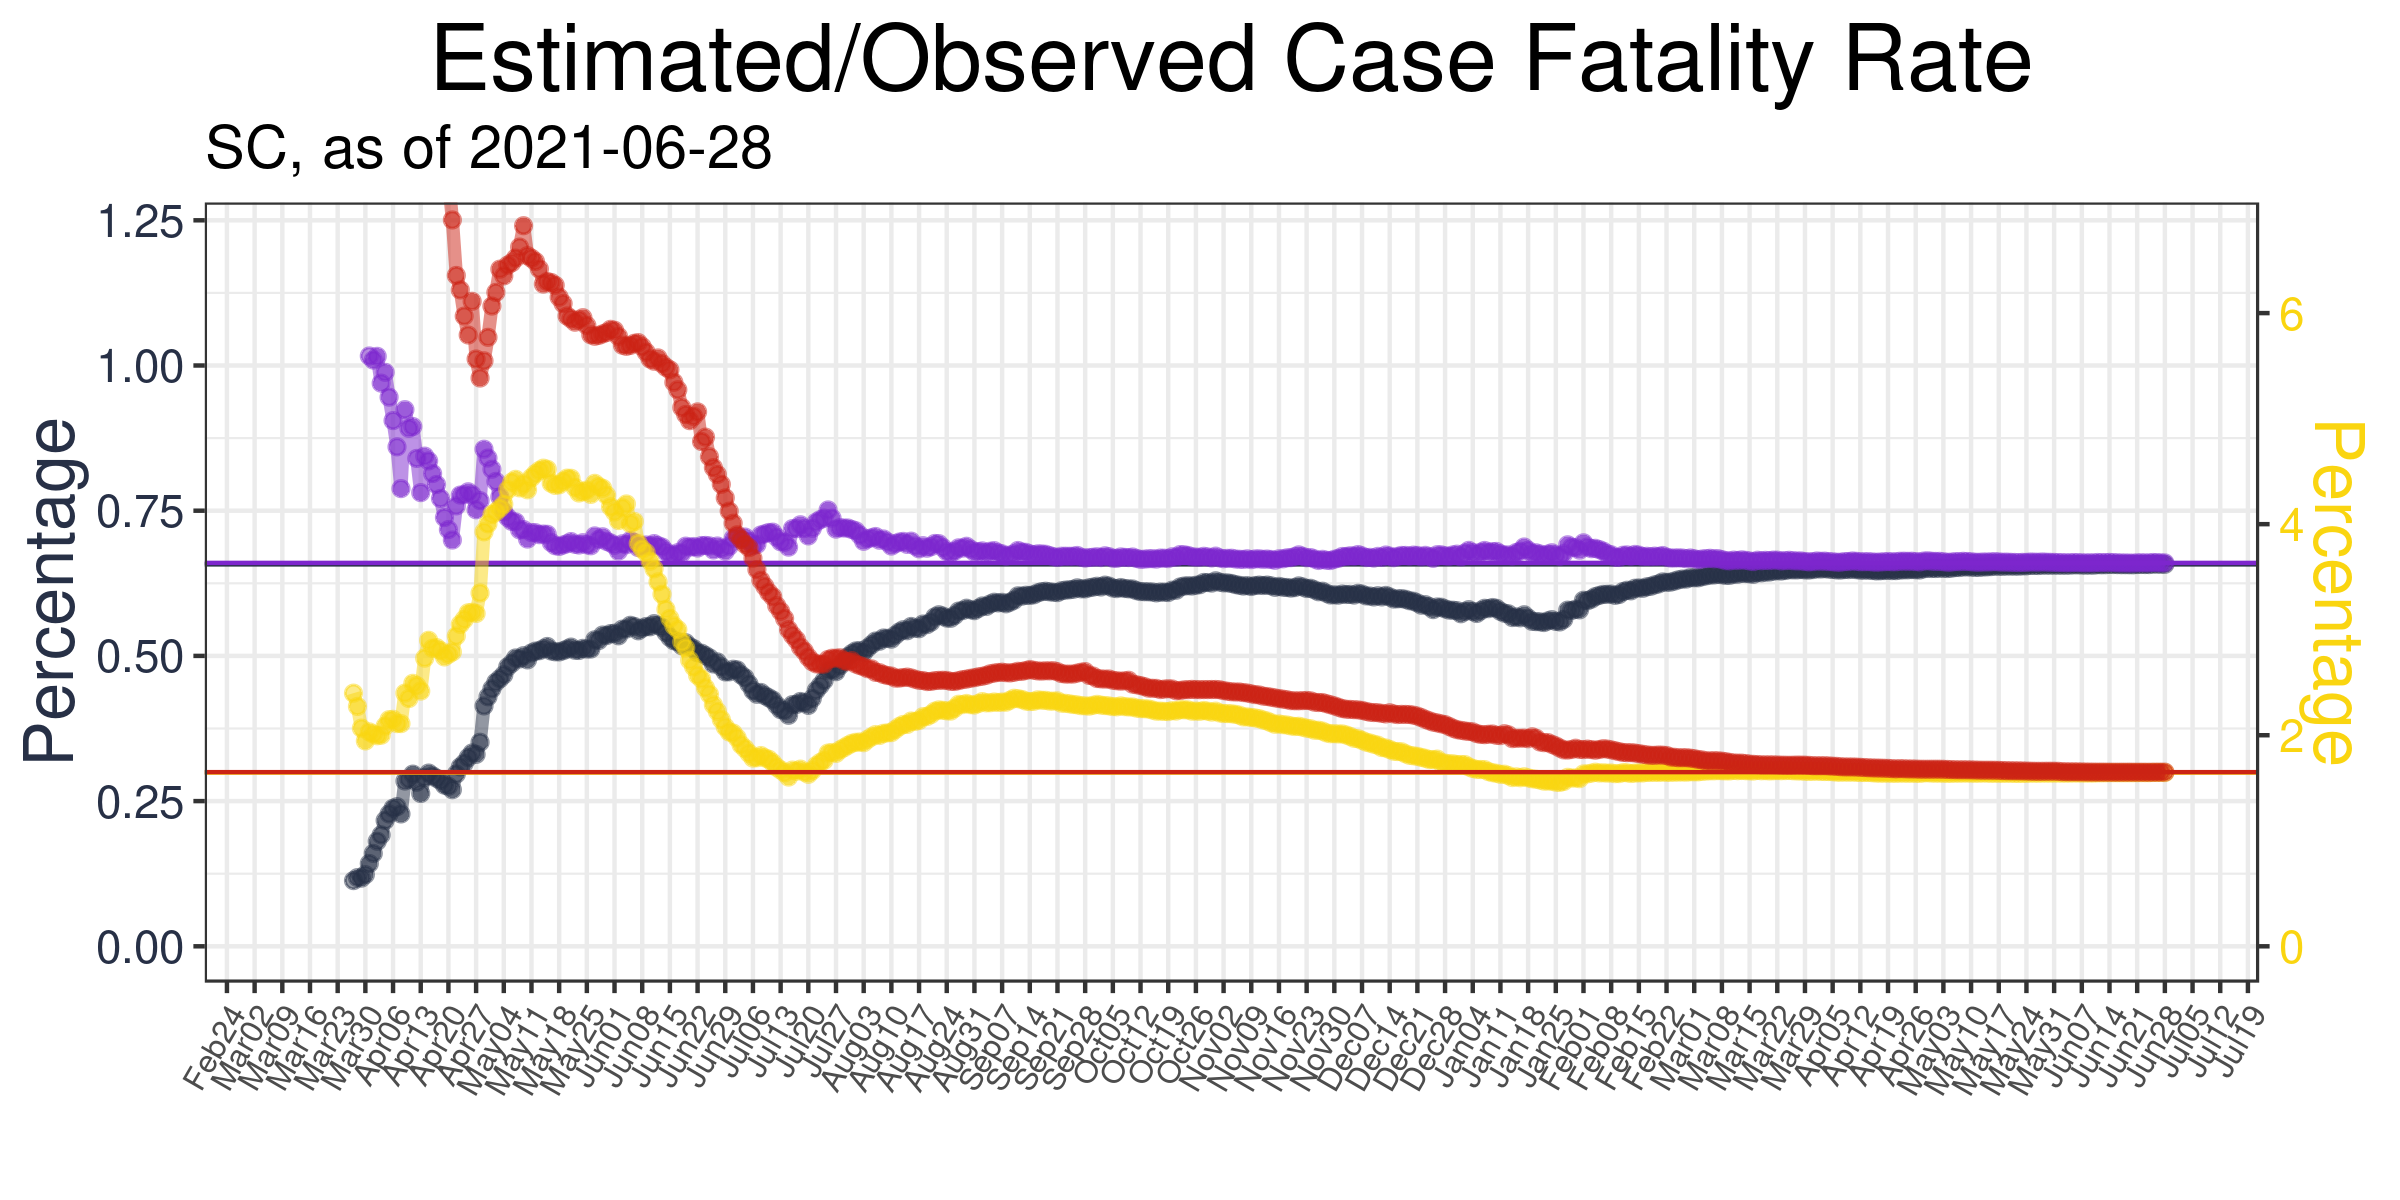 Estimated/Observed Case Fatality Rate
SC, as of 2021-06-28
Percentage
1.25
1.00
0.75
0.50
0.25
0.00
6
4
2
0
Percentage
Feb24
Mar02
Mar09
Mar16
Mar23
Mar30
Apr06
Apr13
Apr20
Apr27
May04
May11
May18
May25
Jun01
Jun08
Jun15
Jun22
Jun29
Jul06
Jul13
Jul20
Jul27
Aug03
Aug10
Aug17
Aug24
Aug31
Sep07
Sep14
Sep21
Sep28
Oct05
Oct12
Oct19
Oct26
Nov02
Nov09
Nov16
Nov23
Nov30
Dec07
Dec14
Dec21
Dec28
Jan04
Jan11
Jan18
Jan25
Feb01
Feb08
Feb15
Feb22
Mar01
Mar08
Mar15
Mar22
Mar29
Apr05
Apr12
Apr19
Apr26
May03
May10
May17
May24
May31
Jun07
Jun14
Jun21
Jun28
Jul05
Jul12
Jul19